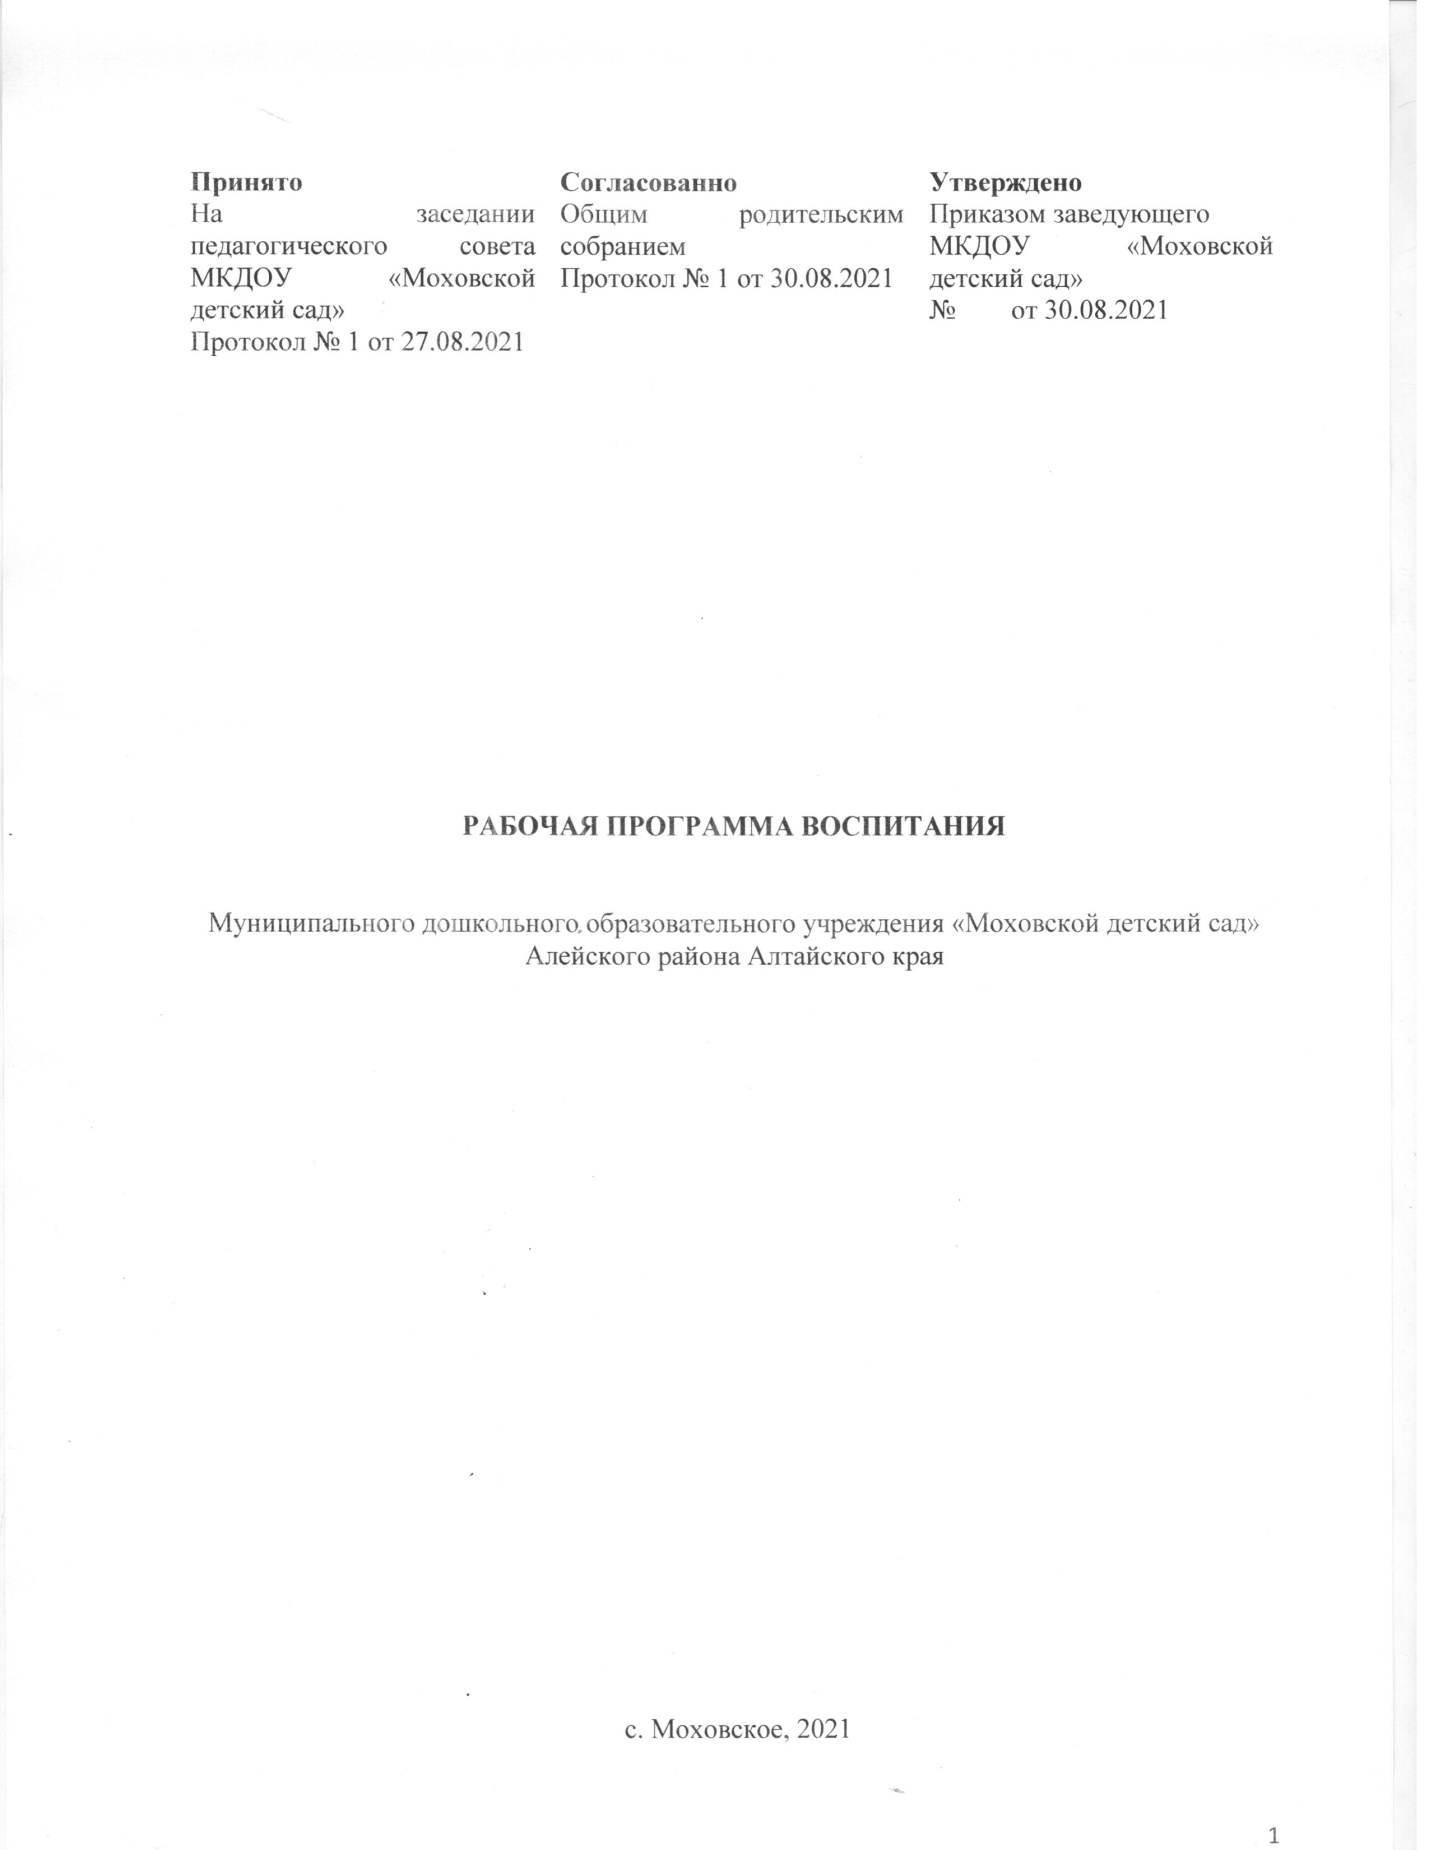 Принято
На заседании
педагогического совета
МКДОУ «Моховской
детский сад»
Протокол № 1 от 27.08.2021
Согласованно
Общим родительским
собранием
Протокол № 1 от 30.08.2021
Утверждено
Приказом заведующего
МКДОУ «Моховской
детский сад»
№ от 30.08.2021
РАБОЧАЯ ПРОГРАММА ВОСПИТАНИЯ
Муниципального дошкольного образовательного учреждения «Моховской детский сад»
Алейского района Алтайского края
с. Моховское, 2021
1